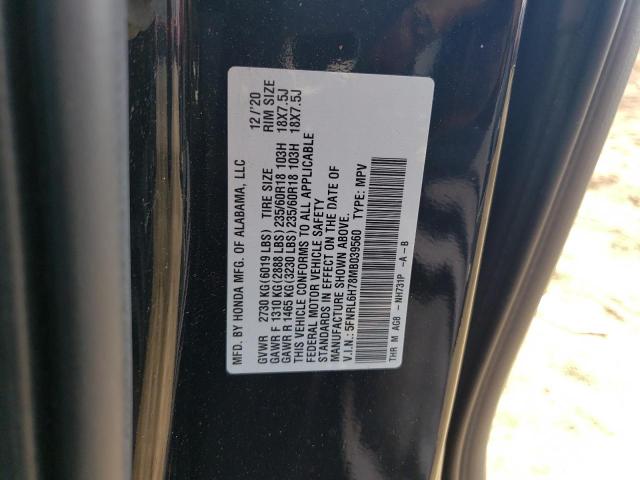 MFD. BY HONDA MFG. OF ALABAMA, LLC 12/'20
GVWR 2730 KG(6019 LBS) TIRE SIZE RIM SIZE
GAWR F 1310 KG(2888 LBS)235/60R18 103H 18X7.5J
GAWR R 1465 KG(3230 LBS)235/60R18 103H 18X7.5J
THIS VEHICLE CONFORMS TO ALL APPLICABLE
FEDERAL MOTOR VEHICLE SAFETY
STANDARDS IN EFFECT ON THE DATE OF
MANUFACTURE SHOWN ABOVE.
V.I.N.: 5FNRL6H78MB039560 TYPE: MPV
THR M AG8 - NH731P -A - B